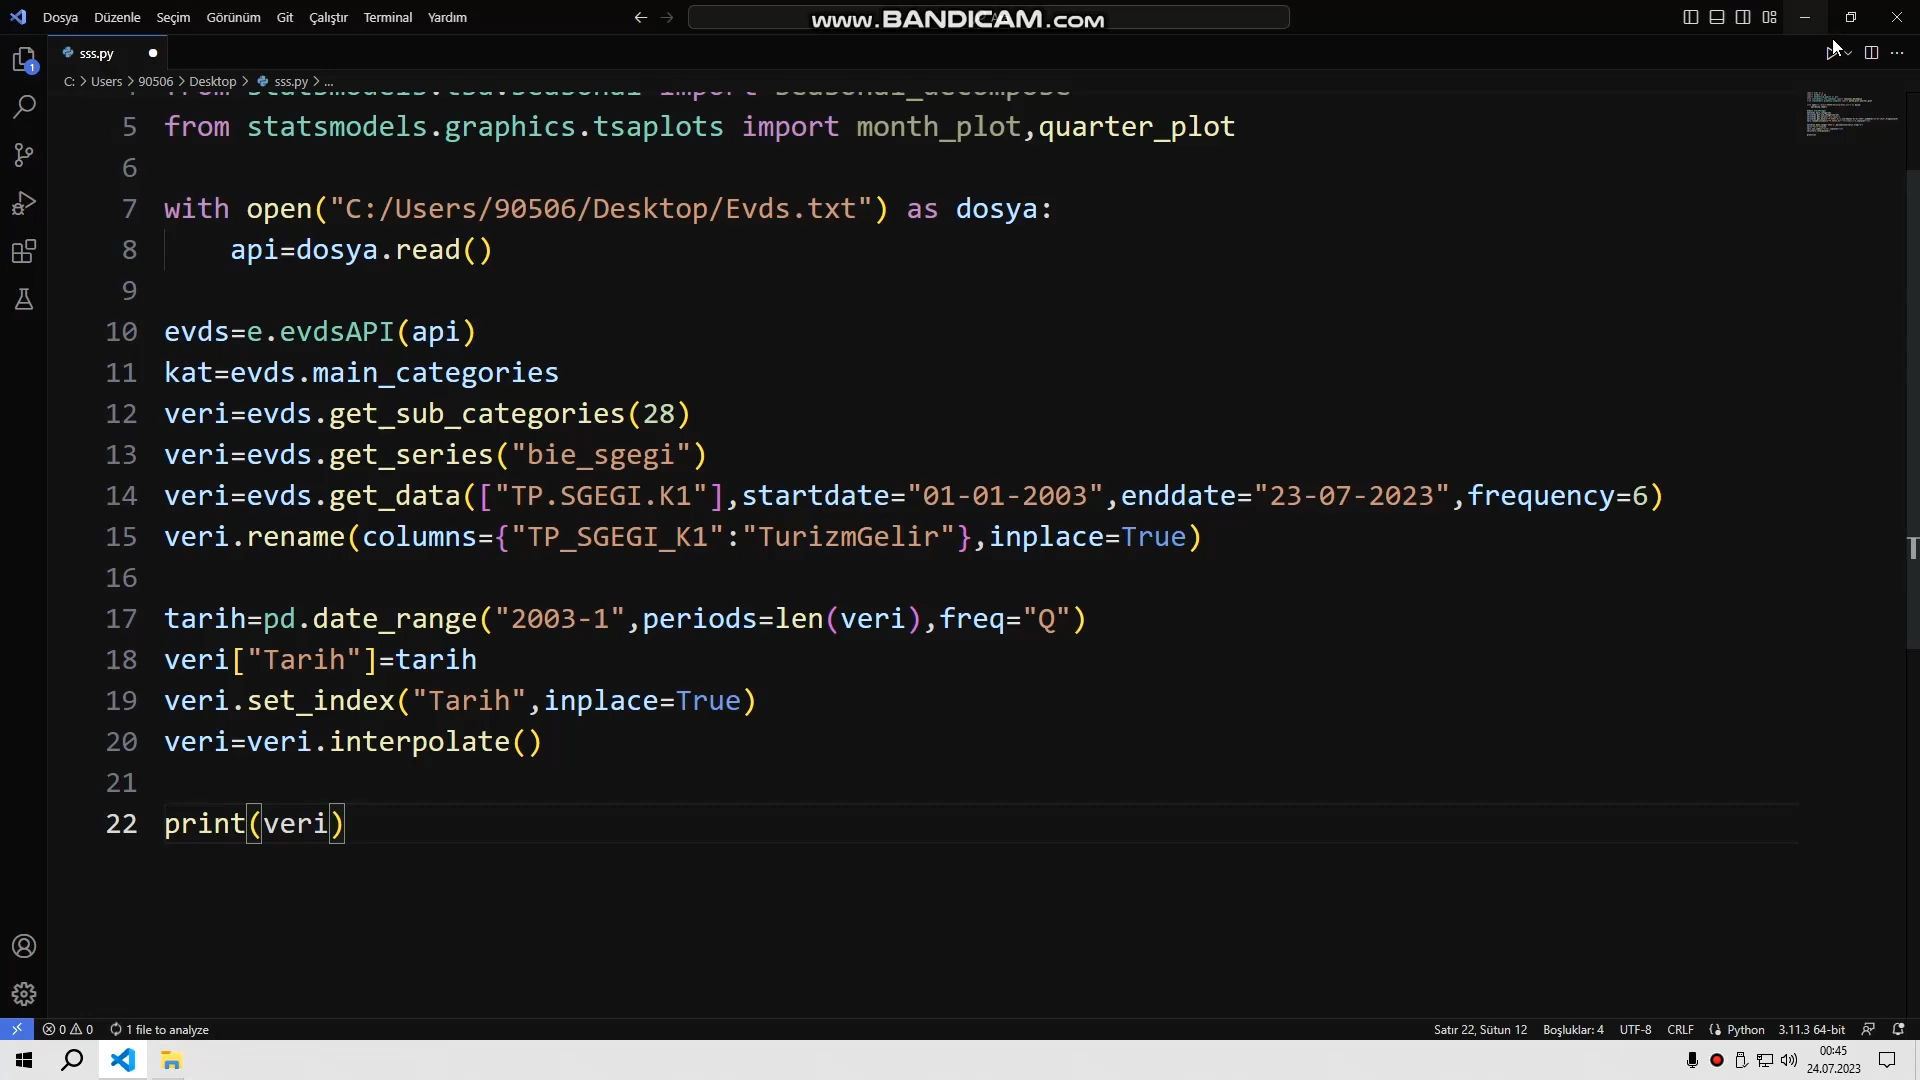 Dosya Düzenle Seçim Görünüm Git Çalıştır Terminal Yardım
www.BANDICAM.com
sss.py
C: > Users > 90506 > Desktop > sss.py > ...
1
from statsmodels.tsa.seasonal import seasonal_decompose
5 from statsmodels.graphics.tsaplots import month_plot,quarter_plot
6
7 with open("C:/Users/90506/Desktop/Evds.txt") as dosya:
8     api=dosya.read()
9
10 evds=e.evdsAPI(api)
11 kat=evds.main_categories
12 veri=evds.get_sub_categories(28)
13 veri=evds.get_series("bie_sgegi")
14 veri=evds.get_data(["TP.SGEGI.K1"],startdate="01-01-2003",enddate="23-07-2023",frequency=6)
15 veri.rename(columns={"TP_SGEGI_K1":"TurizmGelir"},inplace=True)
16
17 tarih=pd.date_range("2003-1",periods=len(veri),freq="Q")
18 veri["Tarih"]=tarih
19 veri.set_index("Tarih",inplace=True)
20 veri=veri.interpolate()
21
22 print(veri)
0 0 1 file to analyze Satır 22, Sütun 12 Boşluklar: 4 UTF-8 CRLF Python 3.11.3 64-bit
00:45
24.07.2023